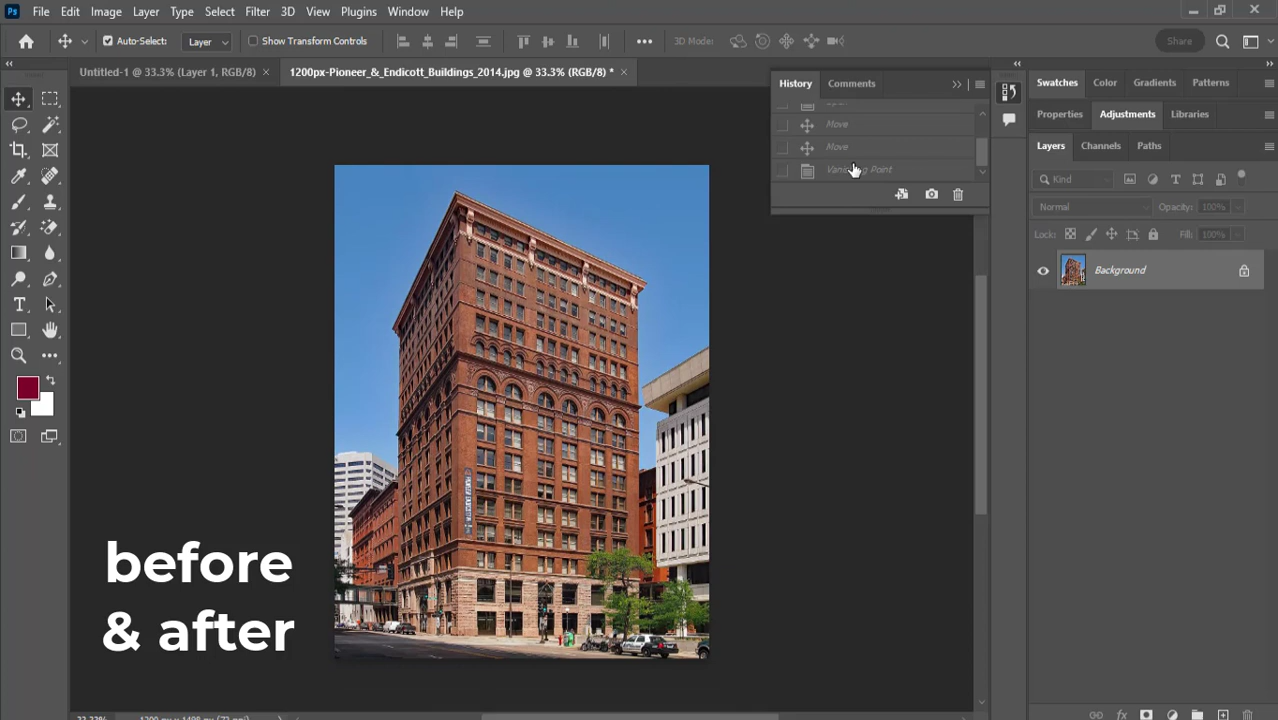 Ps File Edit Image Layer Type Select Filter 3D View Plugins Window Help
Auto-Select: Layer Show Transform Controls 3D Mode: Share
Untitled-1 @ 33.3% (Layer 1, RGB/8) × 1200px-Pioneer_&_Endicott_Buildings_2014.jpg @ 33.3% (RGB/8) * ×
History Comments
Move
Move
Vanishing Point
Swatches Color Gradients Patterns
Properties Adjustments Libraries
Layers Channels Paths
Kind
Normal Opacity: 100%
Lock: Fill: 100%
Background
T
before
& after